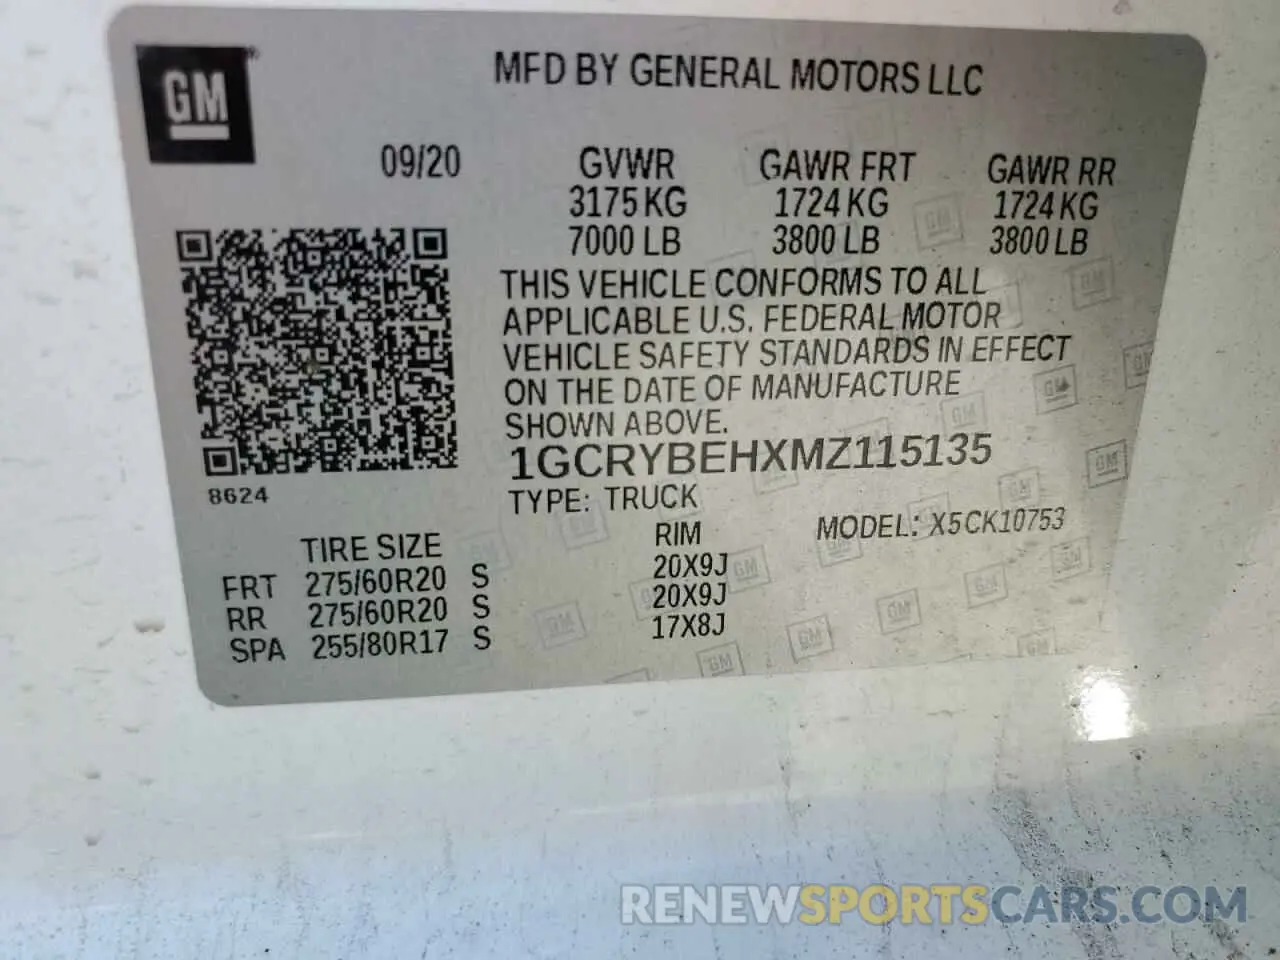 GM®
MFD BY GENERAL MOTORS LLC
09/20 GVWR GAWR FRT GAWR RR
3175 KG 1724 KG 1724 KG
7000 LB 3800 LB 3800 LB
THIS VEHICLE CONFORMS TO ALL
APPLICABLE U.S. FEDERAL MOTOR
VEHICLE SAFETY STANDARDS IN EFFECT
ON THE DATE OF MANUFACTURE
SHOWN ABOVE.
1GCRYBEHXMZ115135
8624
TYPE: TRUCK
MODEL: X5CK10753
TIRE SIZE RIM
FRT 275/60R20 S 20X9J
RR 275/60R20 S 20X9J
SPA 255/80R17 S 17X8J
RENEWSPORTSCARS.COM